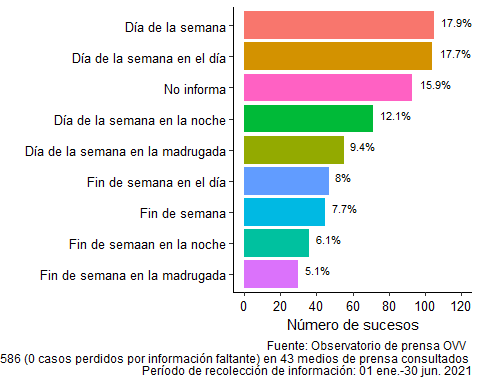 Día de la semana
17.9%
Día de la semana en el día
17.7%
No informa
15.9%
Día de la semana en la noche
12.1%
Día de la semana en la madrugada
9.4%
Fin de semana en el día
8%
Fin de semana
7.7%
Fin de semaan en la noche
6.1%
Fin de semana en la madrugada
5.1%
0 20 40 60 80 100 120
Número de sucesos
Fuente: Observatorio de prensa OVV
586 (0 casos perdidos por información faltante) en 43 medios de prensa consultados
Período de recolección de información: 01 ene.-30 jun. 2021